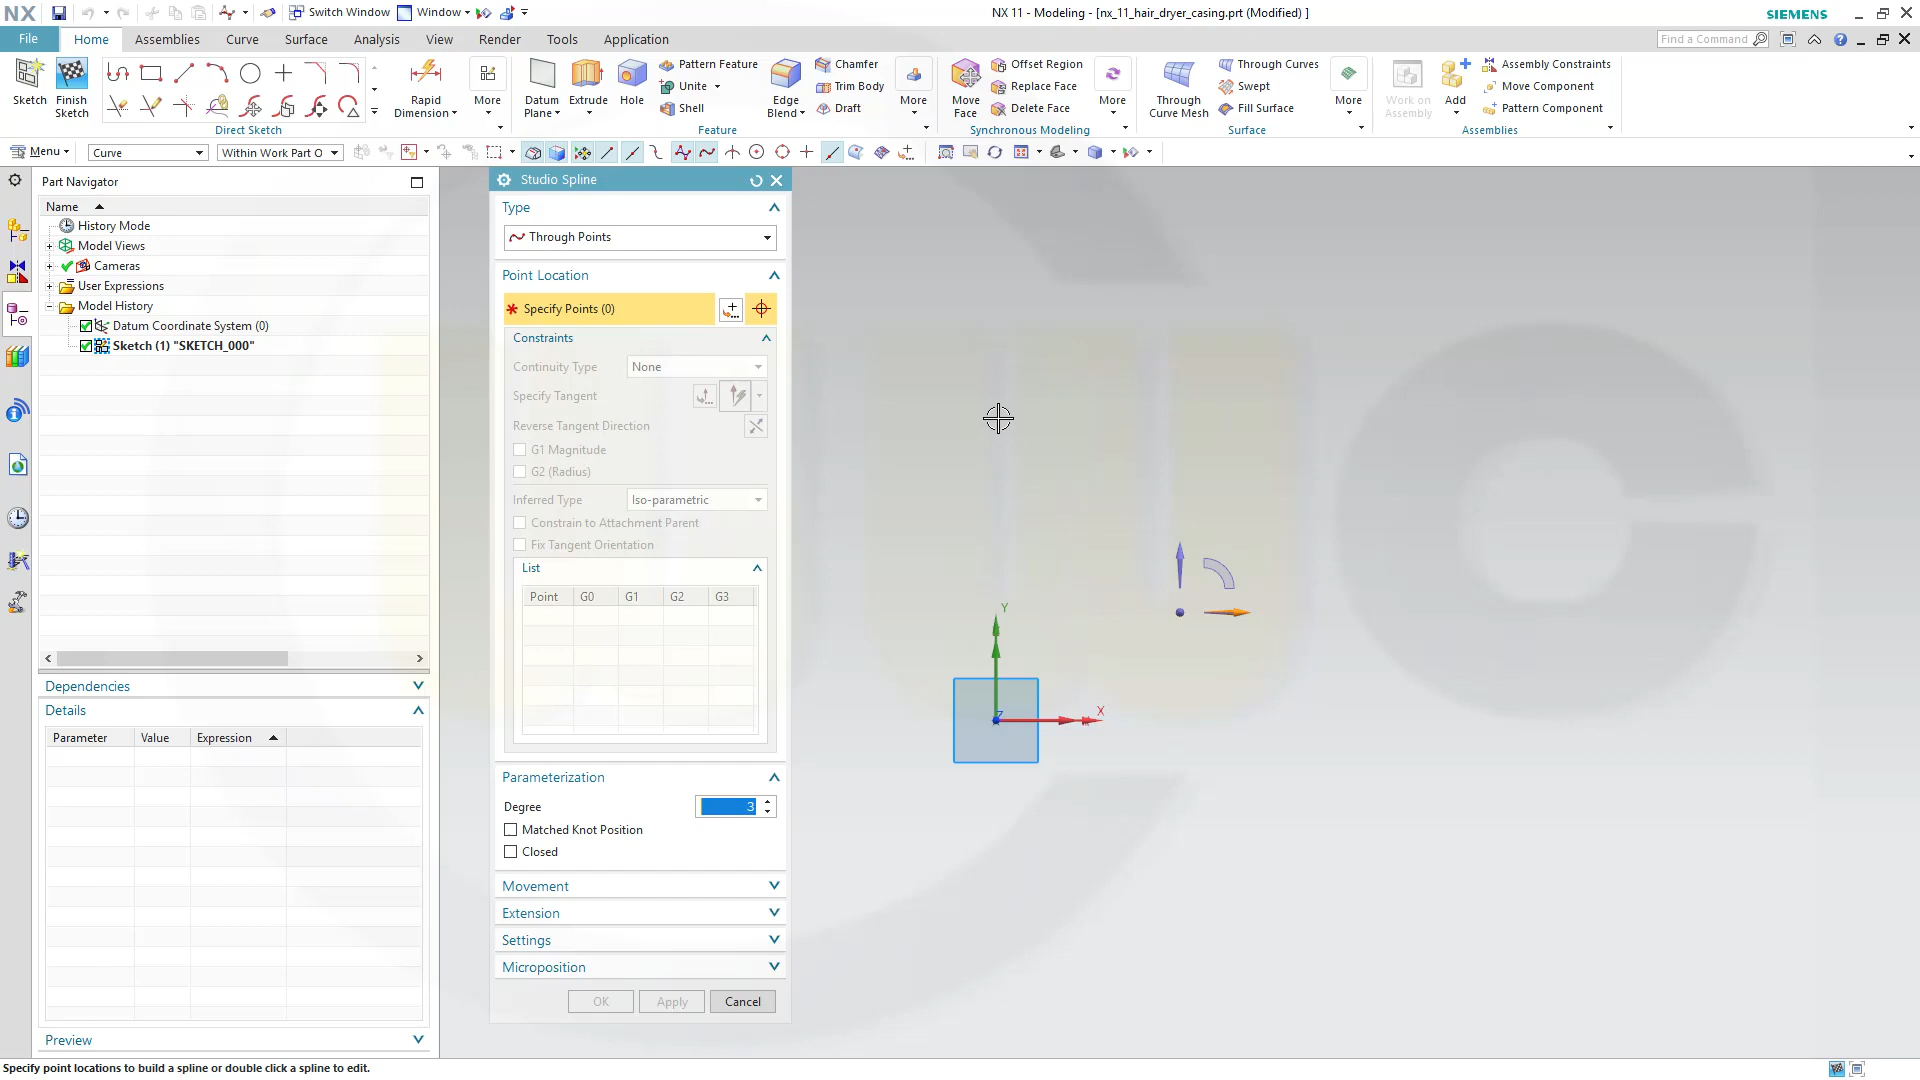 NX
Switch Window
Window
NX 11 - Modeling - [nx_11_hair_dryer_casing.prt (Modified) ]
SIEMENS
File
Home
Assemblies
Curve
Surface
Analysis
View
Render
Tools
Application
Find a Command
Sketch
Finish
Sketch
Direct Sketch
Rapid
Dimension
More
Datum
Plane
Extrude
Hole
Pattern Feature
Unite
Shell
Edge
Blend
Chamfer
Trim Body
Draft
More
Feature
Move
Face
Offset Region
Replace Face
Delete Face
More
Synchronous Modeling
Through
Curve Mesh
Through Curves
Swept
Fill Surface
More
Surface
Work on
Assembly
Add
Assembly Constraints
Move Component
Pattern Component
Assemblies
Menu
Curve
Within Work Part O
Part Navigator
Name
History Mode
Model Views
Cameras
User Expressions
Model History
Datum Coordinate System (0)
Sketch (1) "SKETCH_000"
Dependencies
Details
Parameter
Value
Expression
Preview
Studio Spline
Type
Through Points
Point Location
* Specify Points (0)
Constraints
Continuity Type
None
Specify Tangent
Reverse Tangent Direction
G1 Magnitude
G2 (Radius)
Inferred Type
Iso-parametric
Constrain to Attachment Parent
Fix Tangent Orientation
List
Point
G0
G1
G2
G3
Parameterization
Degree
3
Matched Knot Position
Closed
Movement
Extension
Settings
Microposition
OK
Apply
Cancel
Y
Z
X
Specify point locations to build a spline or double click a spline to edit.